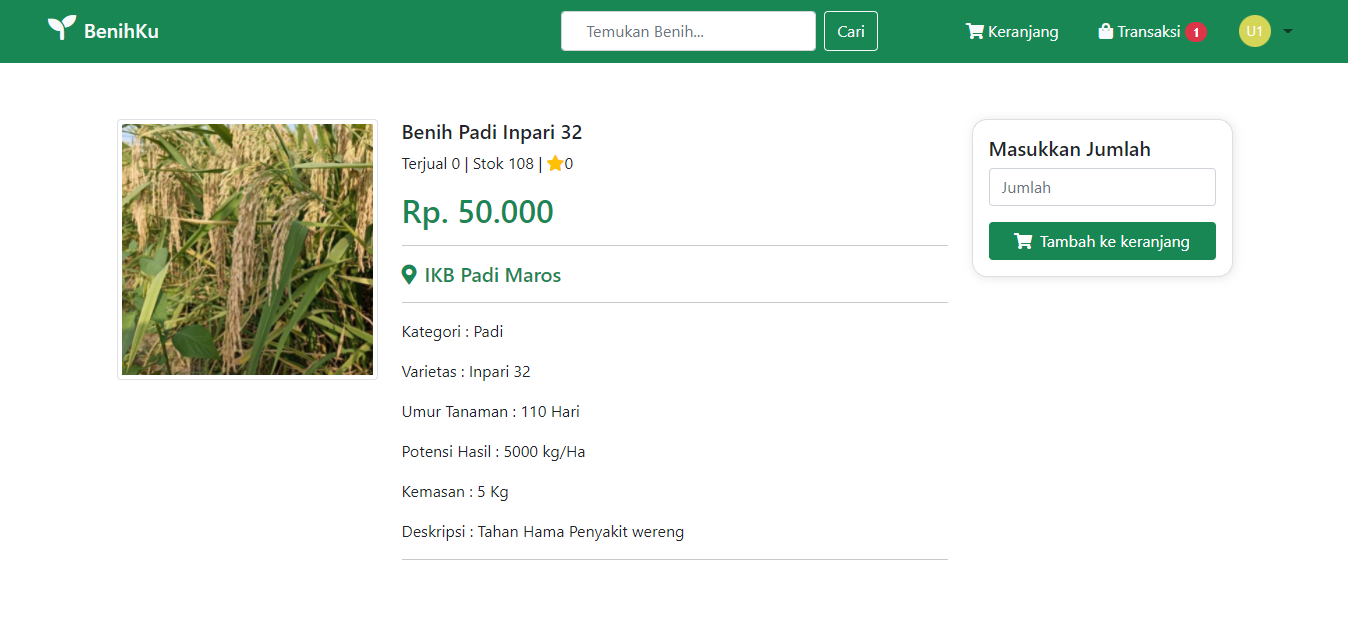 BenihKu
Temukan Benih...
Cari
Keranjang
Transaksi 1
U1
Benih Padi Inpari 32
Terjual 0 | Stok 108 | 0
Rp. 50.000
IKB Padi Maros
Kategori : Padi
Varietas : Inpari 32
Umur Tanaman : 110 Hari
Potensi Hasil : 5000 kg/Ha
Kemasan : 5 Kg
Deskripsi : Tahan Hama Penyakit wereng
Masukkan Jumlah
Jumlah
Tambah ke keranjang